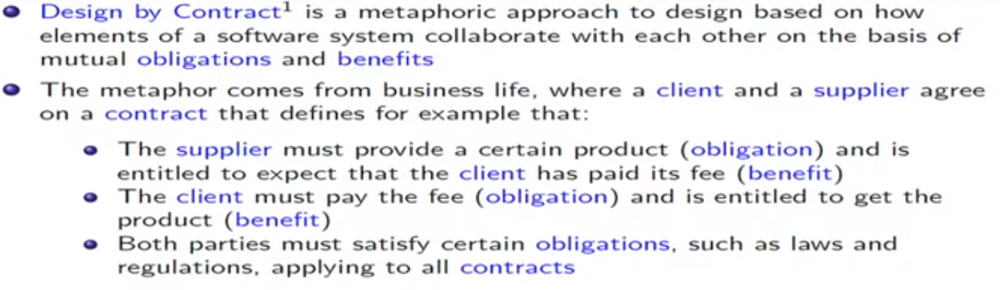 Design by Contract¹ is a metaphoric approach to design based on how
elements of a software system collaborate with each other on the basis of
mutual obligations and benefits
The metaphor comes from business life, where a client and a supplier agree
on a contract that defines for example that:
The supplier must provide a certain product (obligation) and is
entitled to expect that the client has paid its fee (benefit)
The client must pay the fee (obligation) and is entitled to get the
product (benefit)
Both parties must satisfy certain obligations, such as laws and
regulations, applying to all contracts